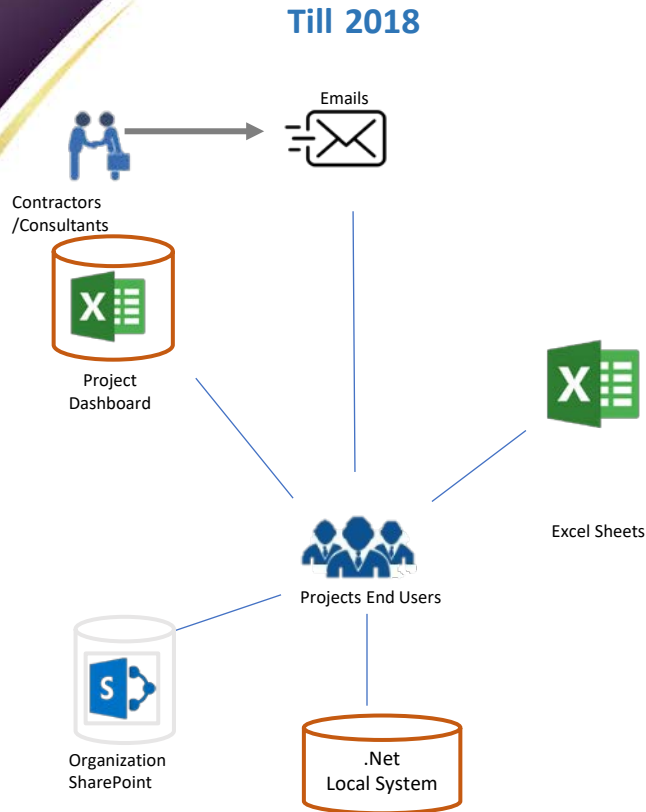 Till 2018
Emails
Contractors
/Consultants
X
Project
Dashboard
X
Excel Sheets
Projects End Users
S
Organization
SharePoint
.Net
Local System